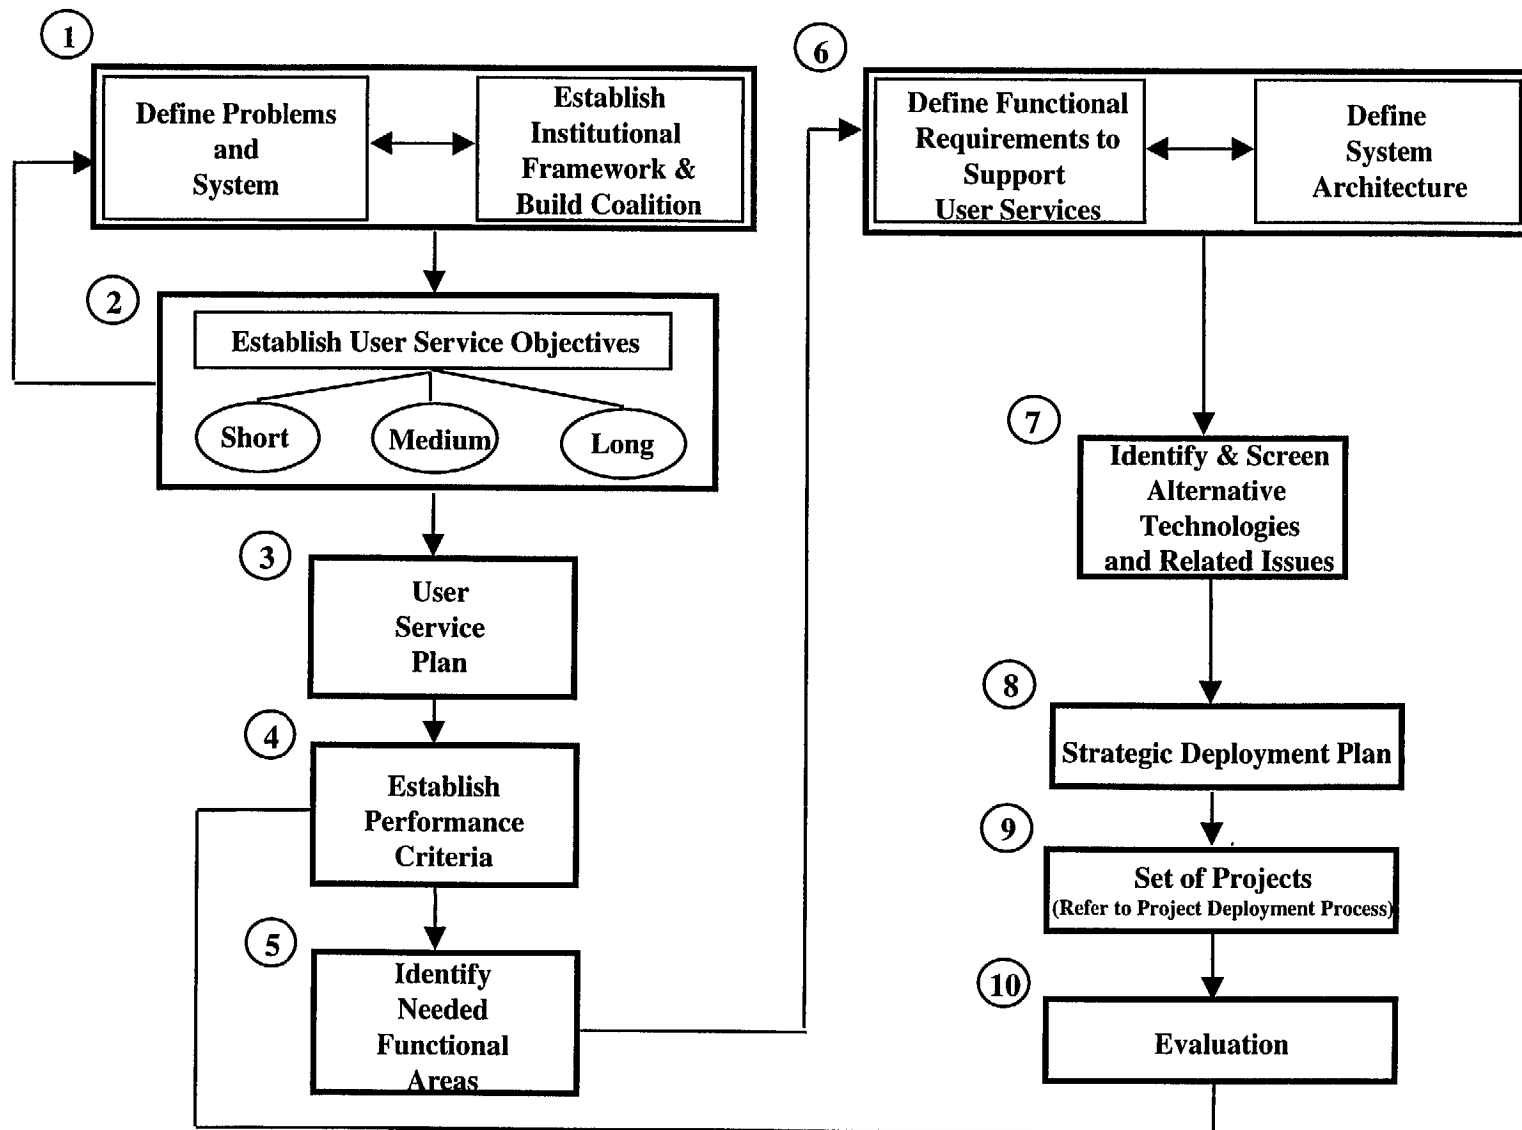 1
Define Problems
and
System
Establish
Institutional
Framework &
Build Coalition
2
Establish User Service Objectives
Short
Medium
Long
3
User
Service
Plan
4
Establish
Performance
Criteria
5
Identify
Needed
Functional
Areas
6
Define Functional
Requirements to
Support
User Services
Define
System
Architecture
7
Identify & Screen
Alternative
Technologies
and Related Issues
8
Strategic Deployment Plan
9
Set of Projects
(Refer to Project Deployment Process)
10
Evaluation